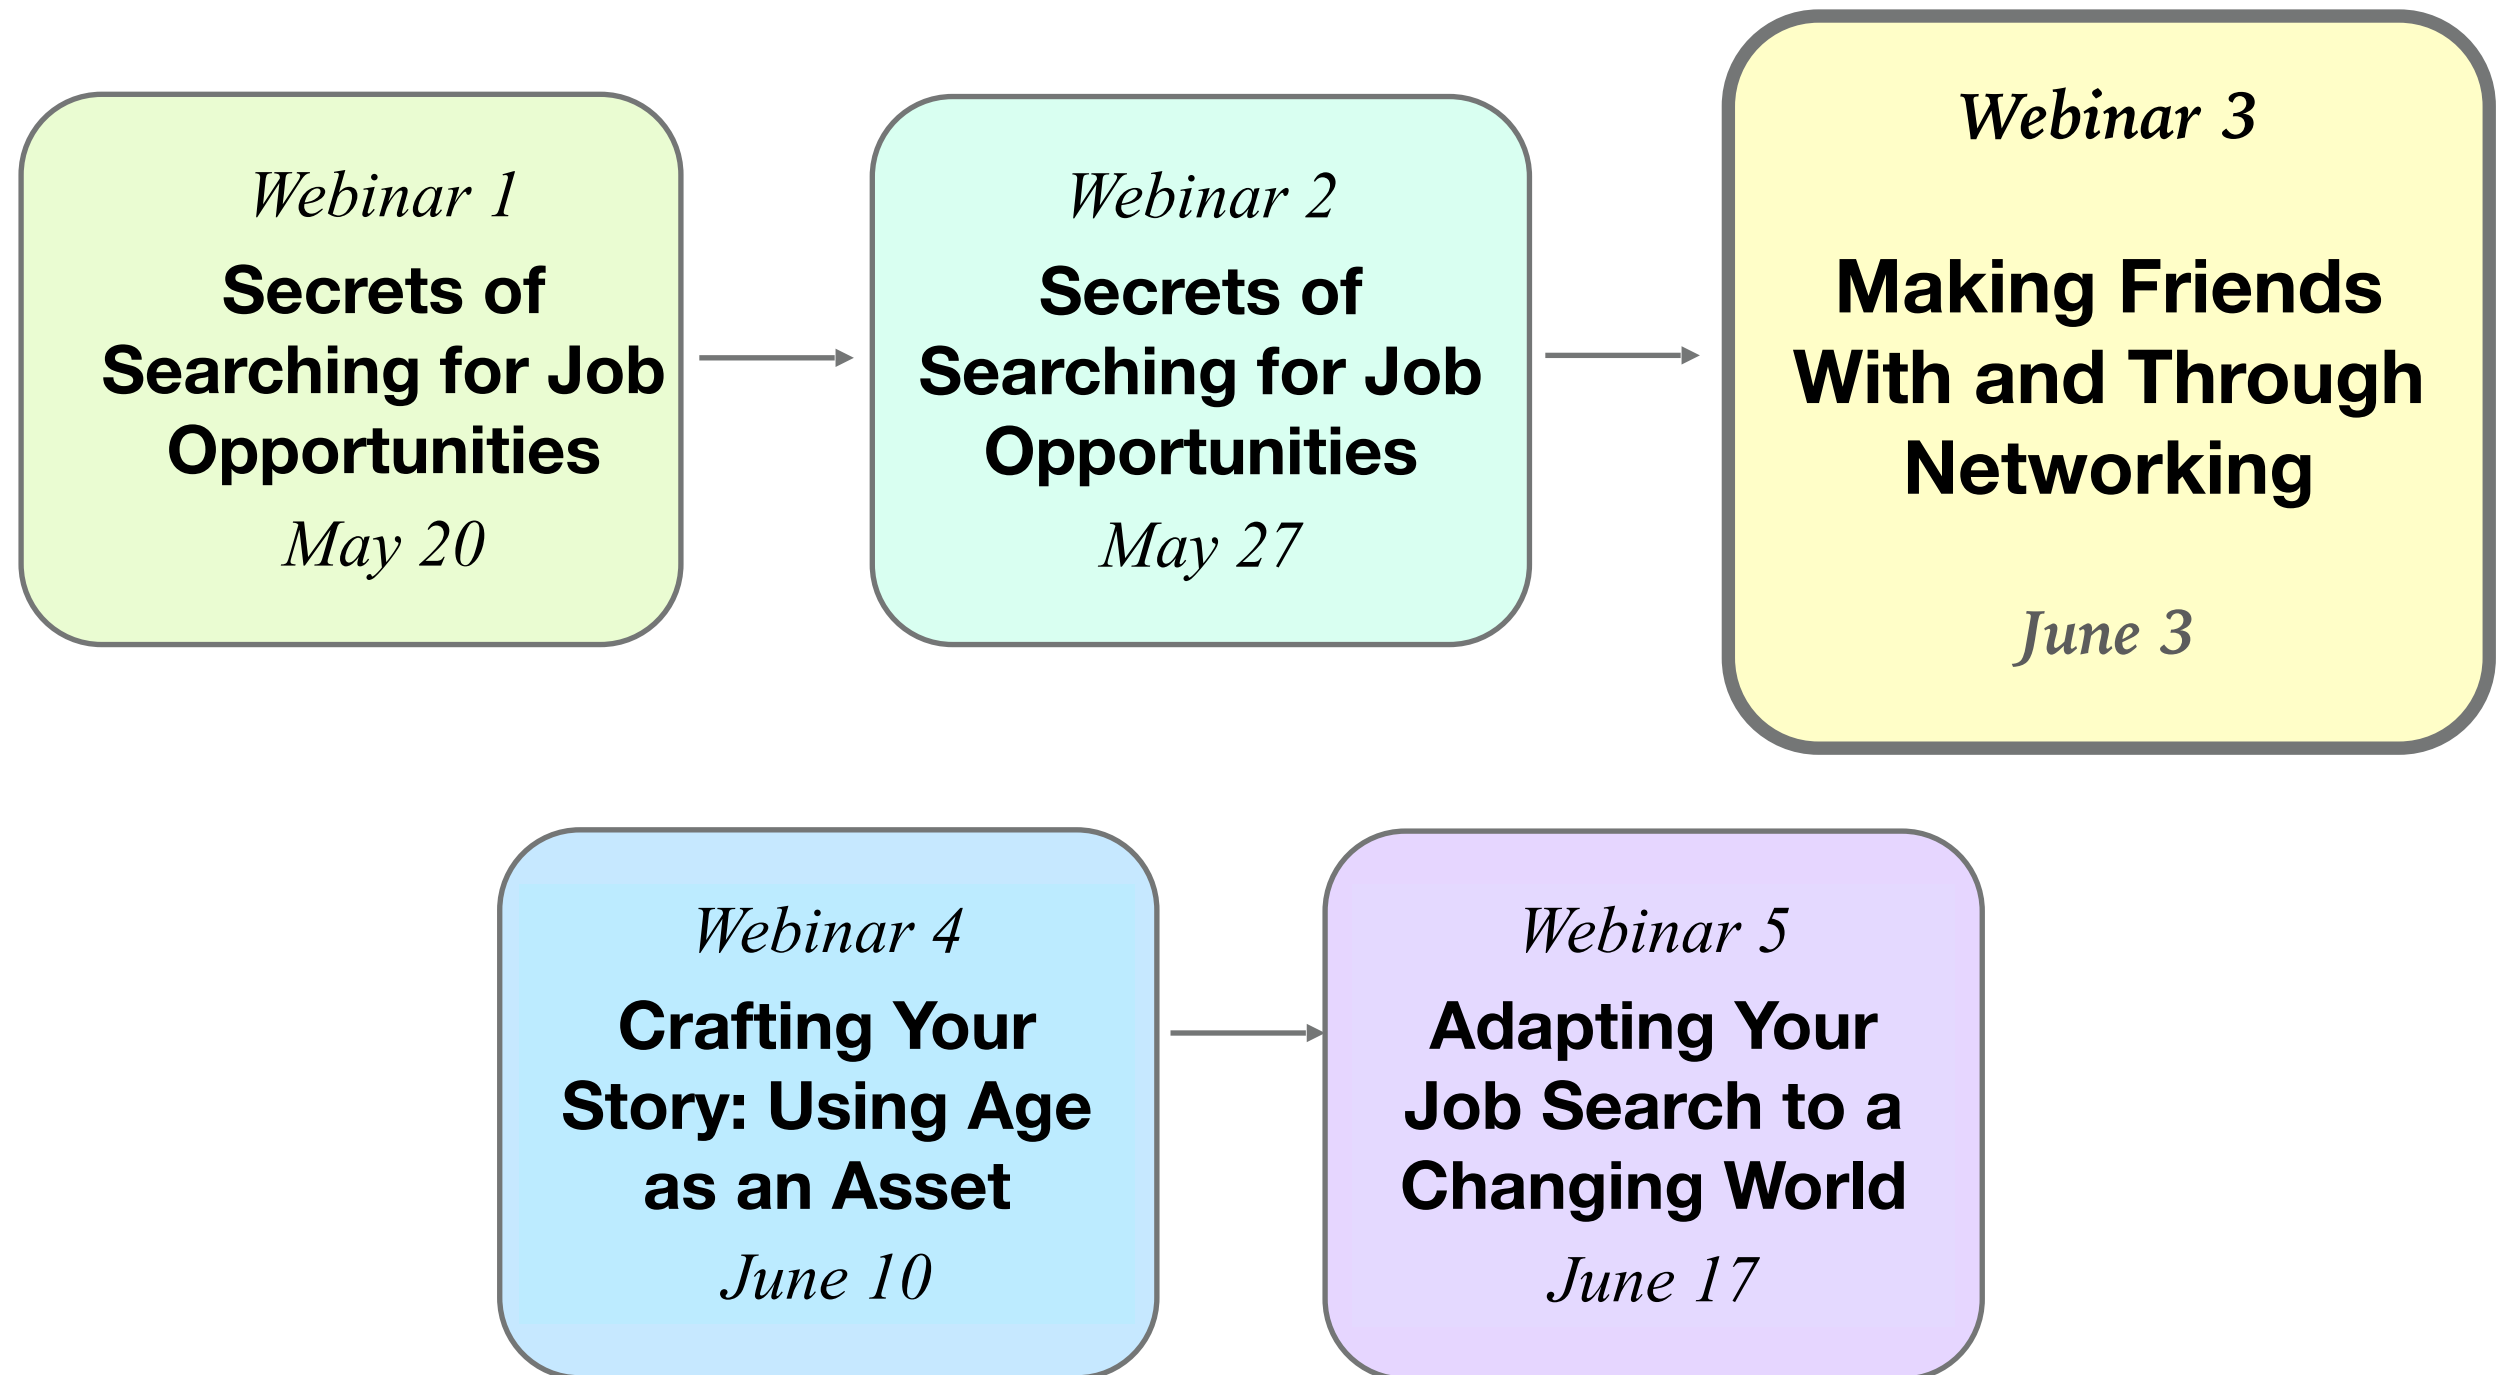 Webinar 1
Secrets of
Searching for Job
Opportunities
May 20
Webinar 2
Secrets of
Searching for Job
Opportunities
May 27
Webinar 3
Making Friends
With and Through
Networking
June 3
Webinar 4
Crafting Your
Story: Using Age
as an Asset
June 10
Webinar 5
Adapting Your
Job Search to a
Changing World
June 17